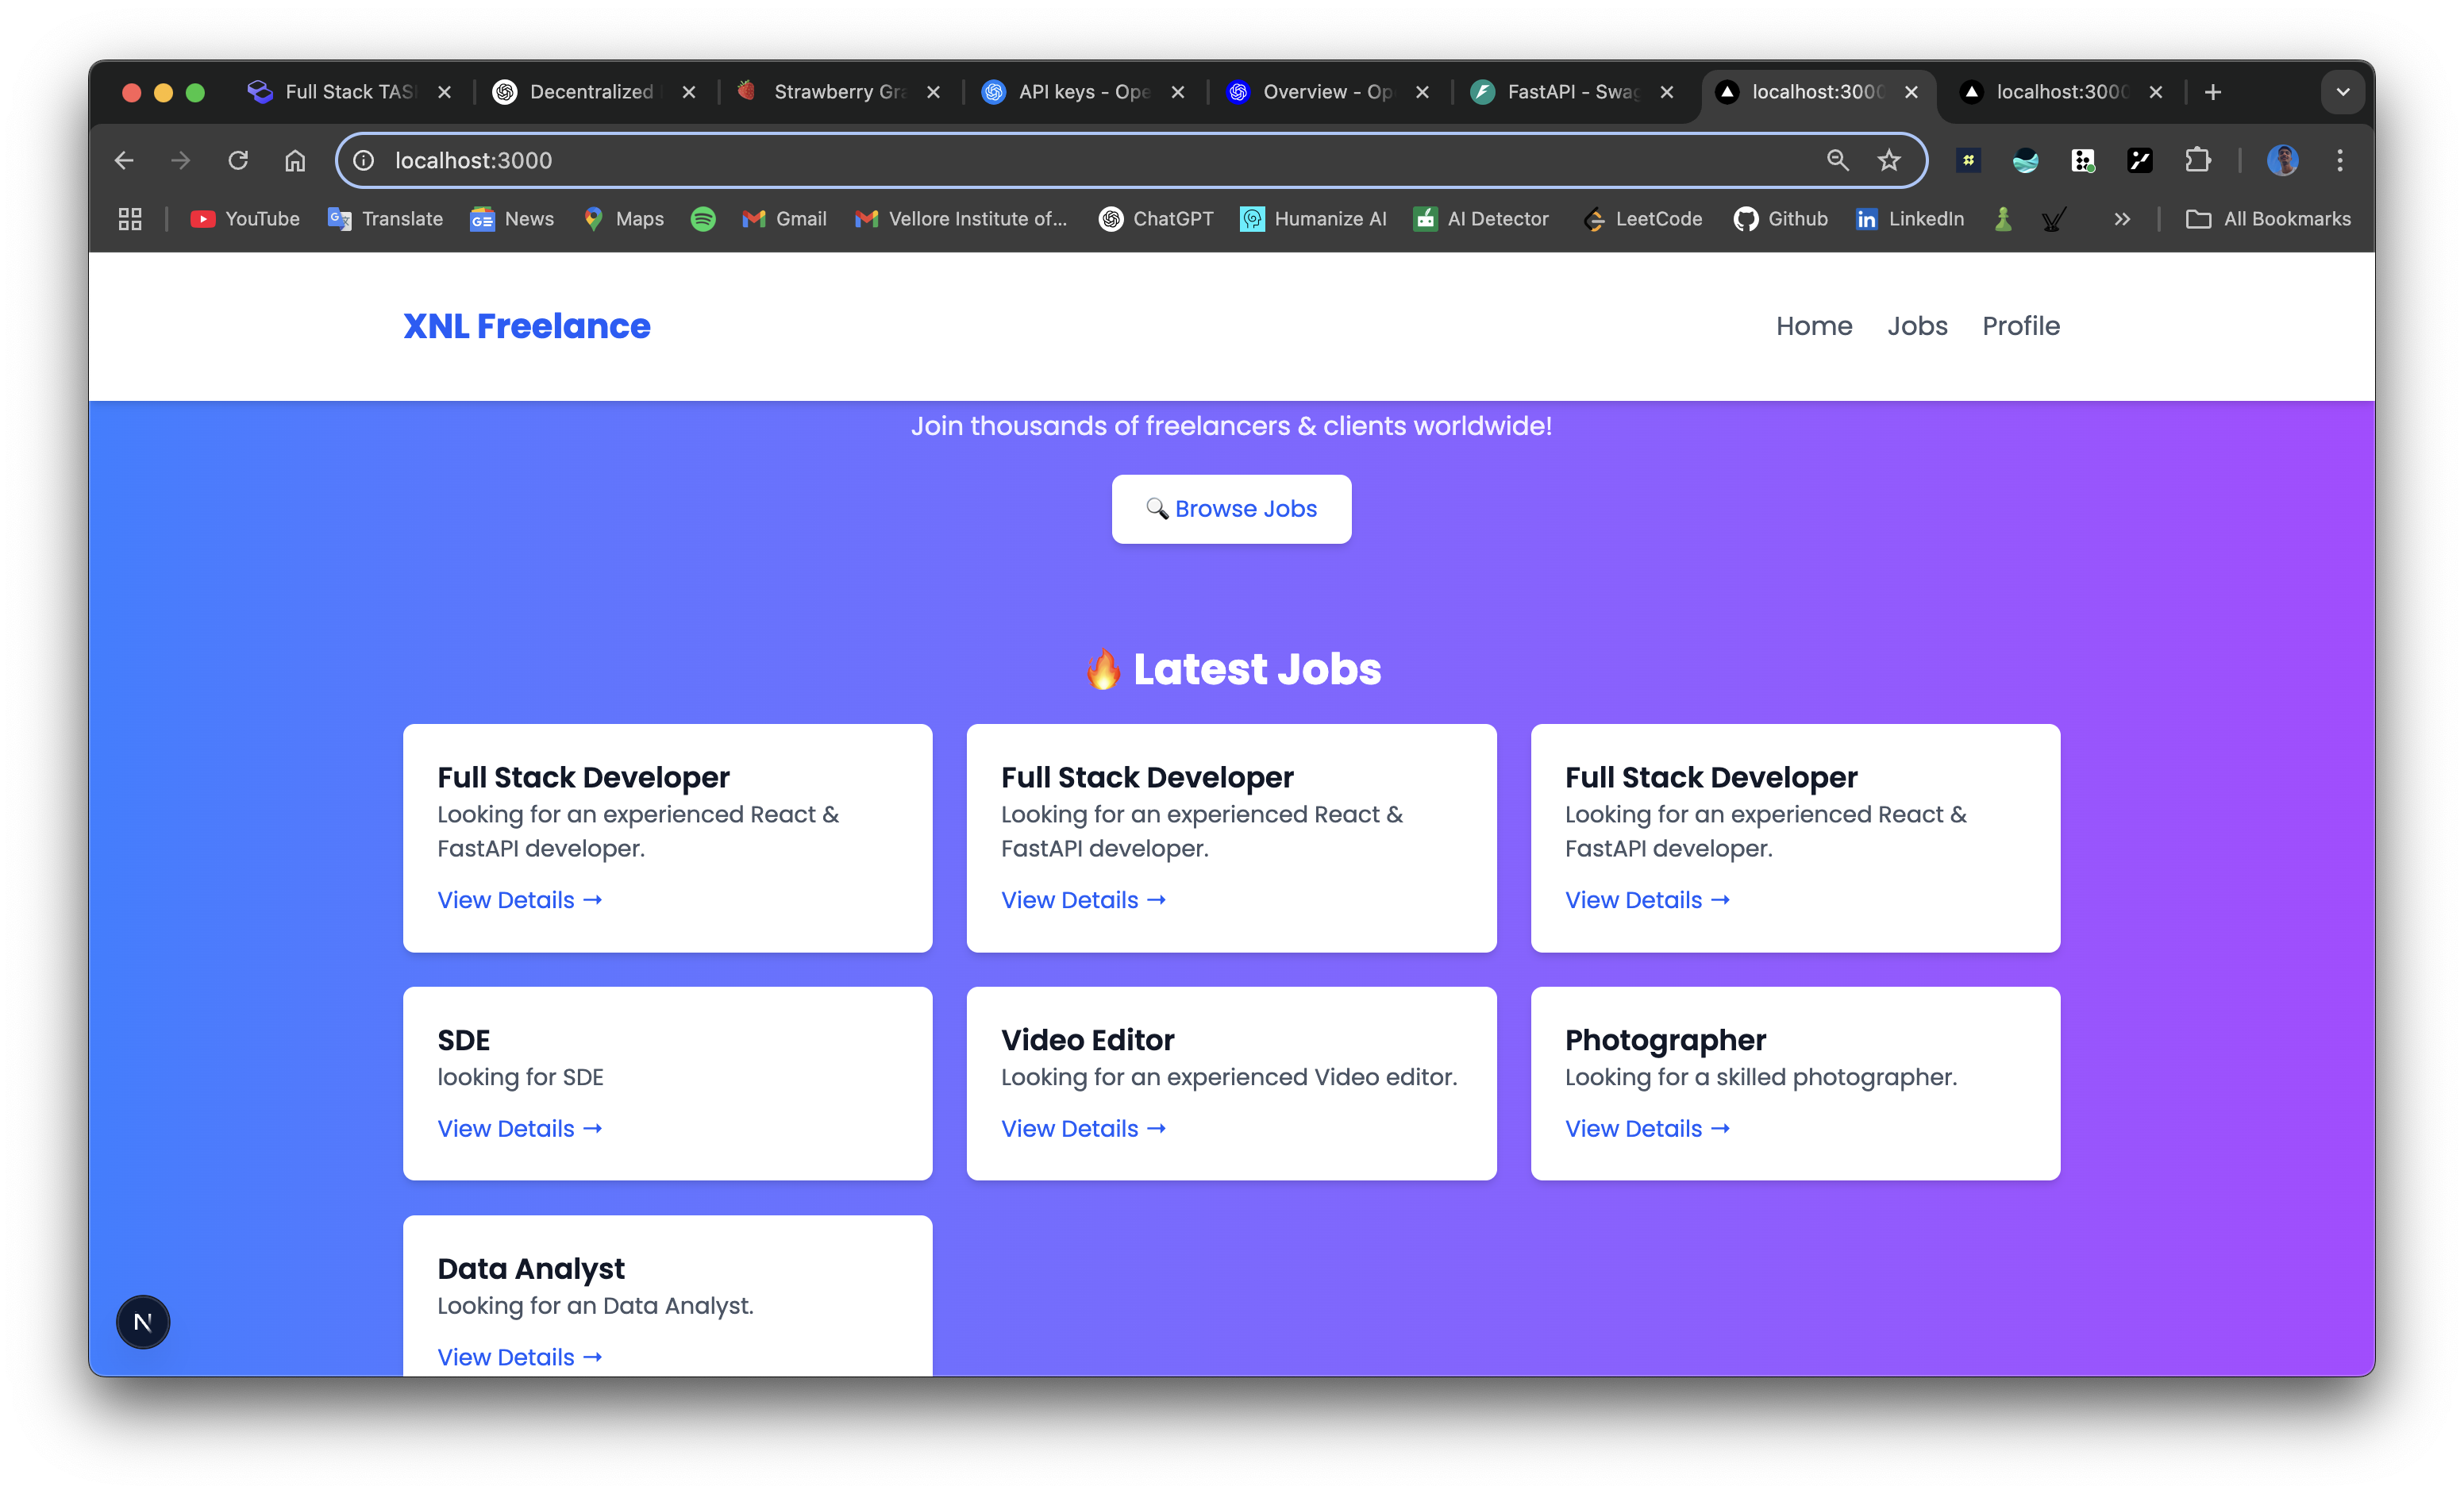 Full Stack TAS
Decentralized
Strawberry Gra
API keys - Ope
Overview - Op
FastAPI - Swag
localhost:3000
localhost:3000
localhost:3000
YouTube
Translate
News
Maps
Gmail
Vellore Institute of...
ChatGPT
Humanize AI
AI Detector
LeetCode
Github
LinkedIn
All Bookmarks
XNL Freelance
Home
Jobs
Profile
Join thousands of freelancers & clients worldwide!
🔍 Browse Jobs
🔥 Latest Jobs
Full Stack Developer
Looking for an experienced React &
FastAPI developer.
View Details →
Full Stack Developer
Looking for an experienced React &
FastAPI developer.
View Details →
Full Stack Developer
Looking for an experienced React &
FastAPI developer.
View Details →
SDE
looking for SDE
View Details →
Video Editor
Looking for an experienced Video editor.
View Details →
Photographer
Looking for a skilled photographer.
View Details →
Data Analyst
Looking for an Data Analyst.
View Details →
N